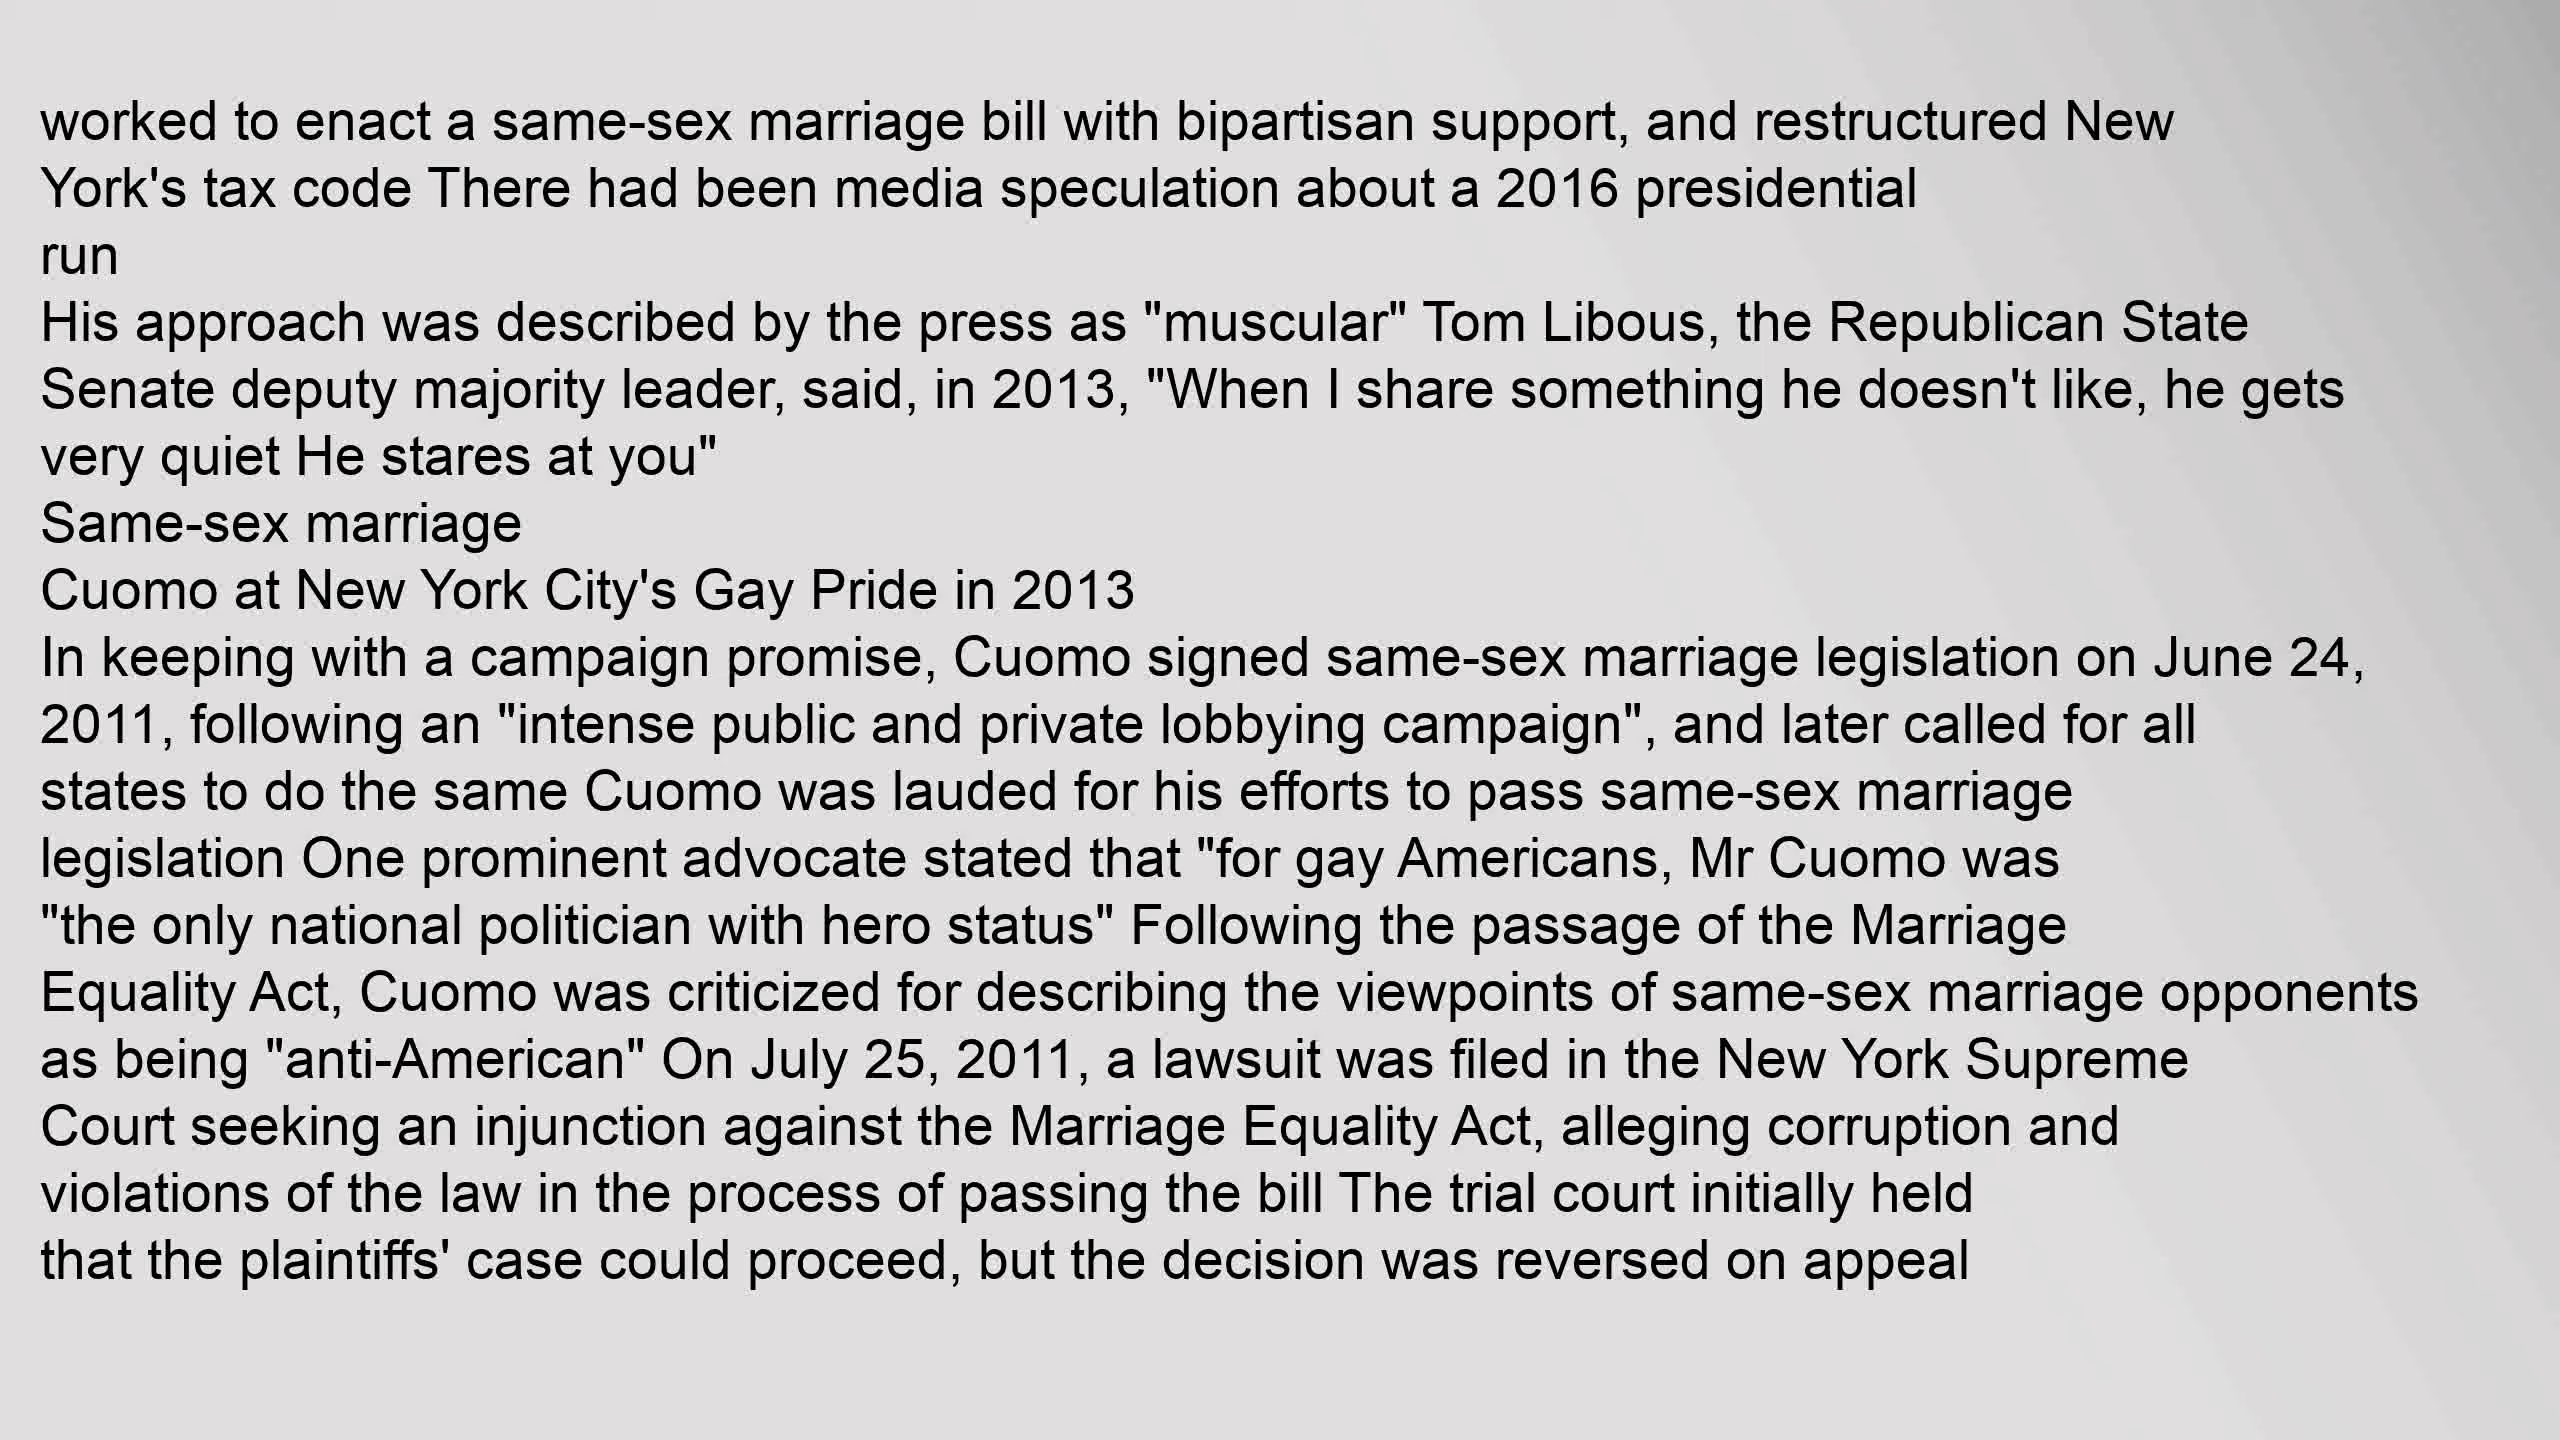 worked to enact a same-sex marriage bill with bipartisan support, and restructured New
York's tax code There had been media speculation about a 2016 presidential
run
His approach was described by the press as "muscular" Tom Libous, the Republican State
Senate deputy majority leader, said, in 2013, "When I share something he doesn't like, he gets
very quiet He stares at you"
Same-sex marriage
Cuomo at New York City's Gay Pride in 2013
In keeping with a campaign promise, Cuomo signed same-sex marriage legislation on June 24,
2011, following an "intense public and private lobbying campaign", and later called for all
states to do the same Cuomo was lauded for his efforts to pass same-sex marriage
legislation One prominent advocate stated that "for gay Americans, Mr Cuomo was
"the only national politician with hero status" Following the passage of the Marriage
Equality Act, Cuomo was criticized for describing the viewpoints of same-sex marriage opponents
as being "anti-American" On July 25, 2011, a lawsuit was filed in the New York Supreme
Court seeking an injunction against the Marriage Equality Act, alleging corruption and
violations of the law in the process of passing the bill The trial court initially held
that the plaintiffs' case could proceed, but the decision was reversed on appeal